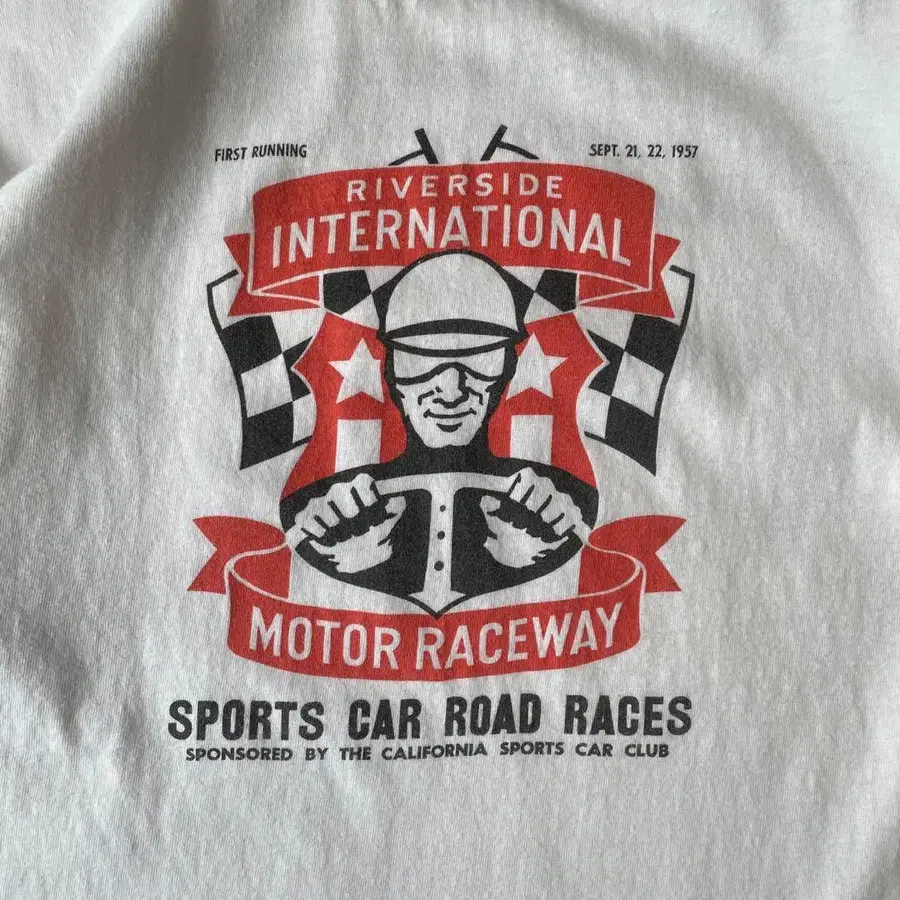 FIRST RUNNING
SEPT. 21, 22, 1957
RIVERSIDE
INTERNATIONAL
MOTOR RACEWAY
SPORTS CAR ROAD RACES
SPONSORED BY THE CALIFORNIA SPORTS CAR CLUB